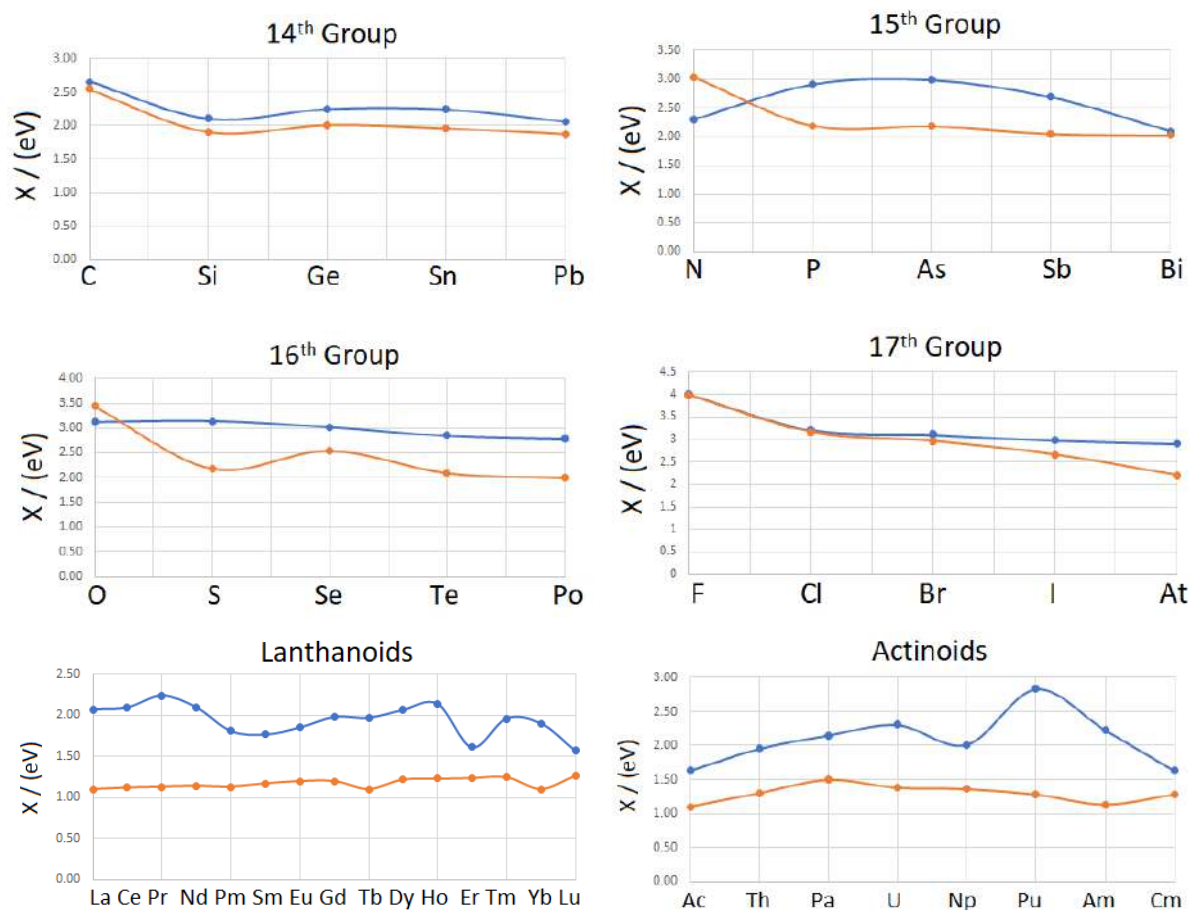 14th Group
X / (eV)
3.00
2.50
2.00
1.50
1.00
0.50
0.00
C Si Ge Sn Pb
15th Group
X / (eV)
3.50
3.00
2.50
2.00
1.50
1.00
0.50
0.00
N P As Sb Bi
16th Group
X / (eV)
4.00
3.50
3.00
2.50
2.00
1.50
1.00
0.50
0.00
O S Se Te Po
17th Group
X / (eV)
4.5
4
3.5
3
2.5
2
1.5
1
0.5
0
F Cl Br I At
Lanthanoids
X / (eV)
2.50
2.00
1.50
1.00
0.50
0.00
La Ce Pr Nd Pm Sm Eu Gd Tb Dy Ho Er Tm Yb Lu
Actinoids
X / (eV)
3.00
2.50
2.00
1.50
1.00
0.50
0.00
Ac Th Pa U Np Pu Am Cm